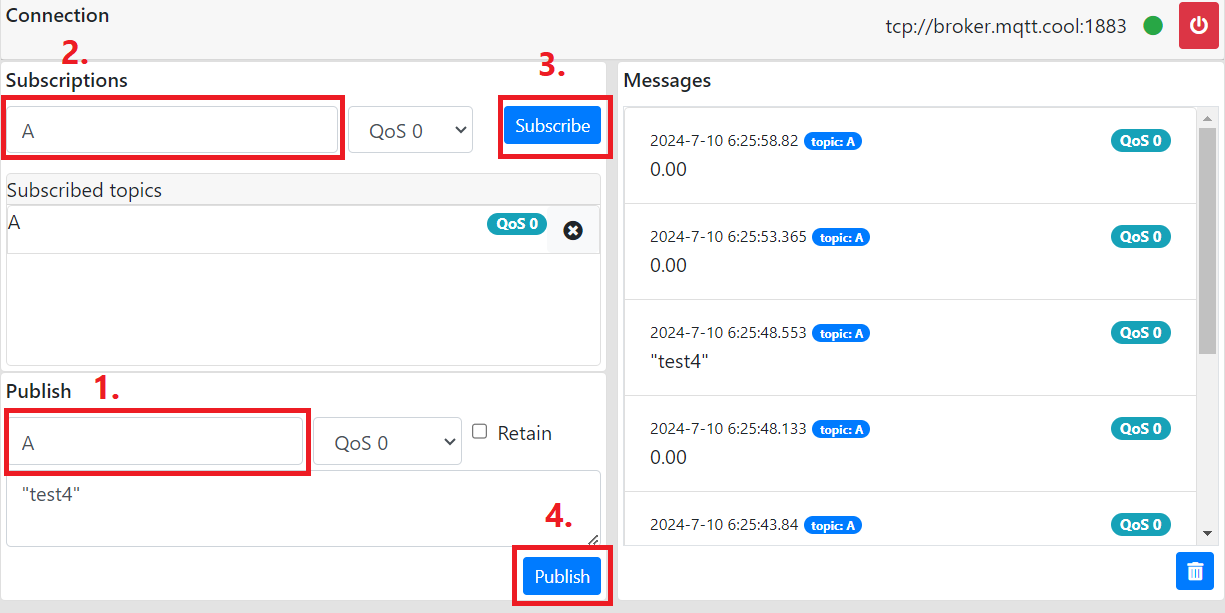 Connection
tcp://broker.mqtt.cool:1883
2.
Subscriptions
3.
A
QoS 0
Subscribe
Subscribed topics
A
QoS 0
Publish
1.
A
QoS 0
Retain
"test4"
4.
Publish
Messages
2024-7-10 6:25:58.82 topic: A QoS 0
0.00
2024-7-10 6:25:53.365 topic: A QoS 0
0.00
2024-7-10 6:25:48.553 topic: A QoS 0
"test4"
2024-7-10 6:25:48.133 topic: A QoS 0
0.00
2024-7-10 6:25:43.84 topic: A QoS 0